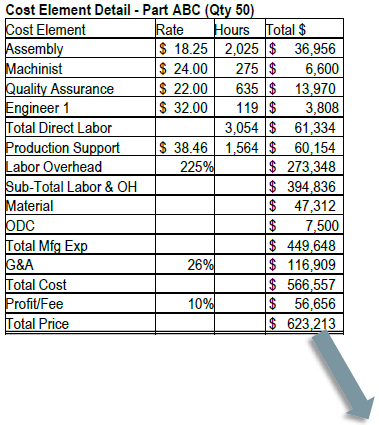 Cost Element Detail - Part ABC (Qty 50)
Cost Element Rate Hours Total $
Assembly $ 18.25 2,025 $ 36,956
Machinist $ 24.00 275 $ 6,600
Quality Assurance $ 22.00 635 $ 13,970
Engineer 1 $ 32.00 119 $ 3,808
Total Direct Labor 3,054 $ 61,334
Production Support $ 38.46 1,564 $ 60,154
Labor Overhead 225% $ 273,348
Sub-Total Labor & OH $ 394,836
Material $ 47,312
ODC $ 7,500
Total Mfg Exp $ 449,648
G&A 26% $ 116,909
Total Cost $ 566,557
Profit/Fee 10% $ 56,656
Total Price $ 623,213